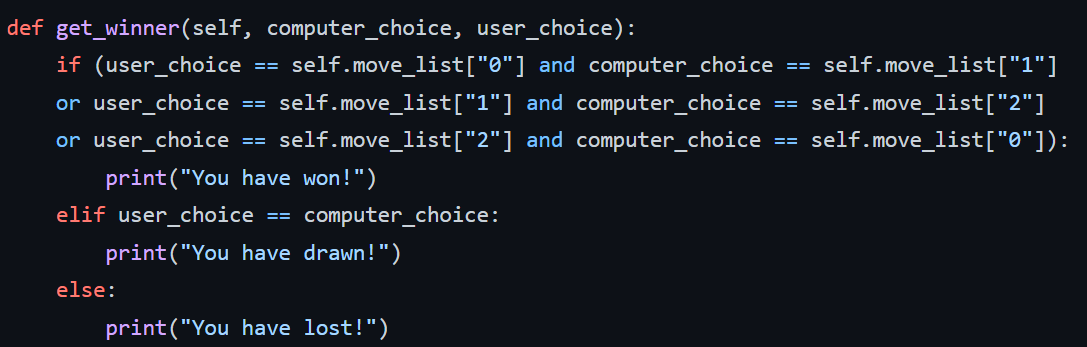 def get_winner(self, computer_choice, user_choice):
    if (user_choice == self.move_list["0"] and computer_choice == self.move_list["1"]
    or user_choice == self.move_list["1"] and computer_choice == self.move_list["2"]
    or user_choice == self.move_list["2"] and computer_choice == self.move_list["0"]):
        print("You have won!")
    elif user_choice == computer_choice:
        print("You have drawn!")
    else:
        print("You have lost!")